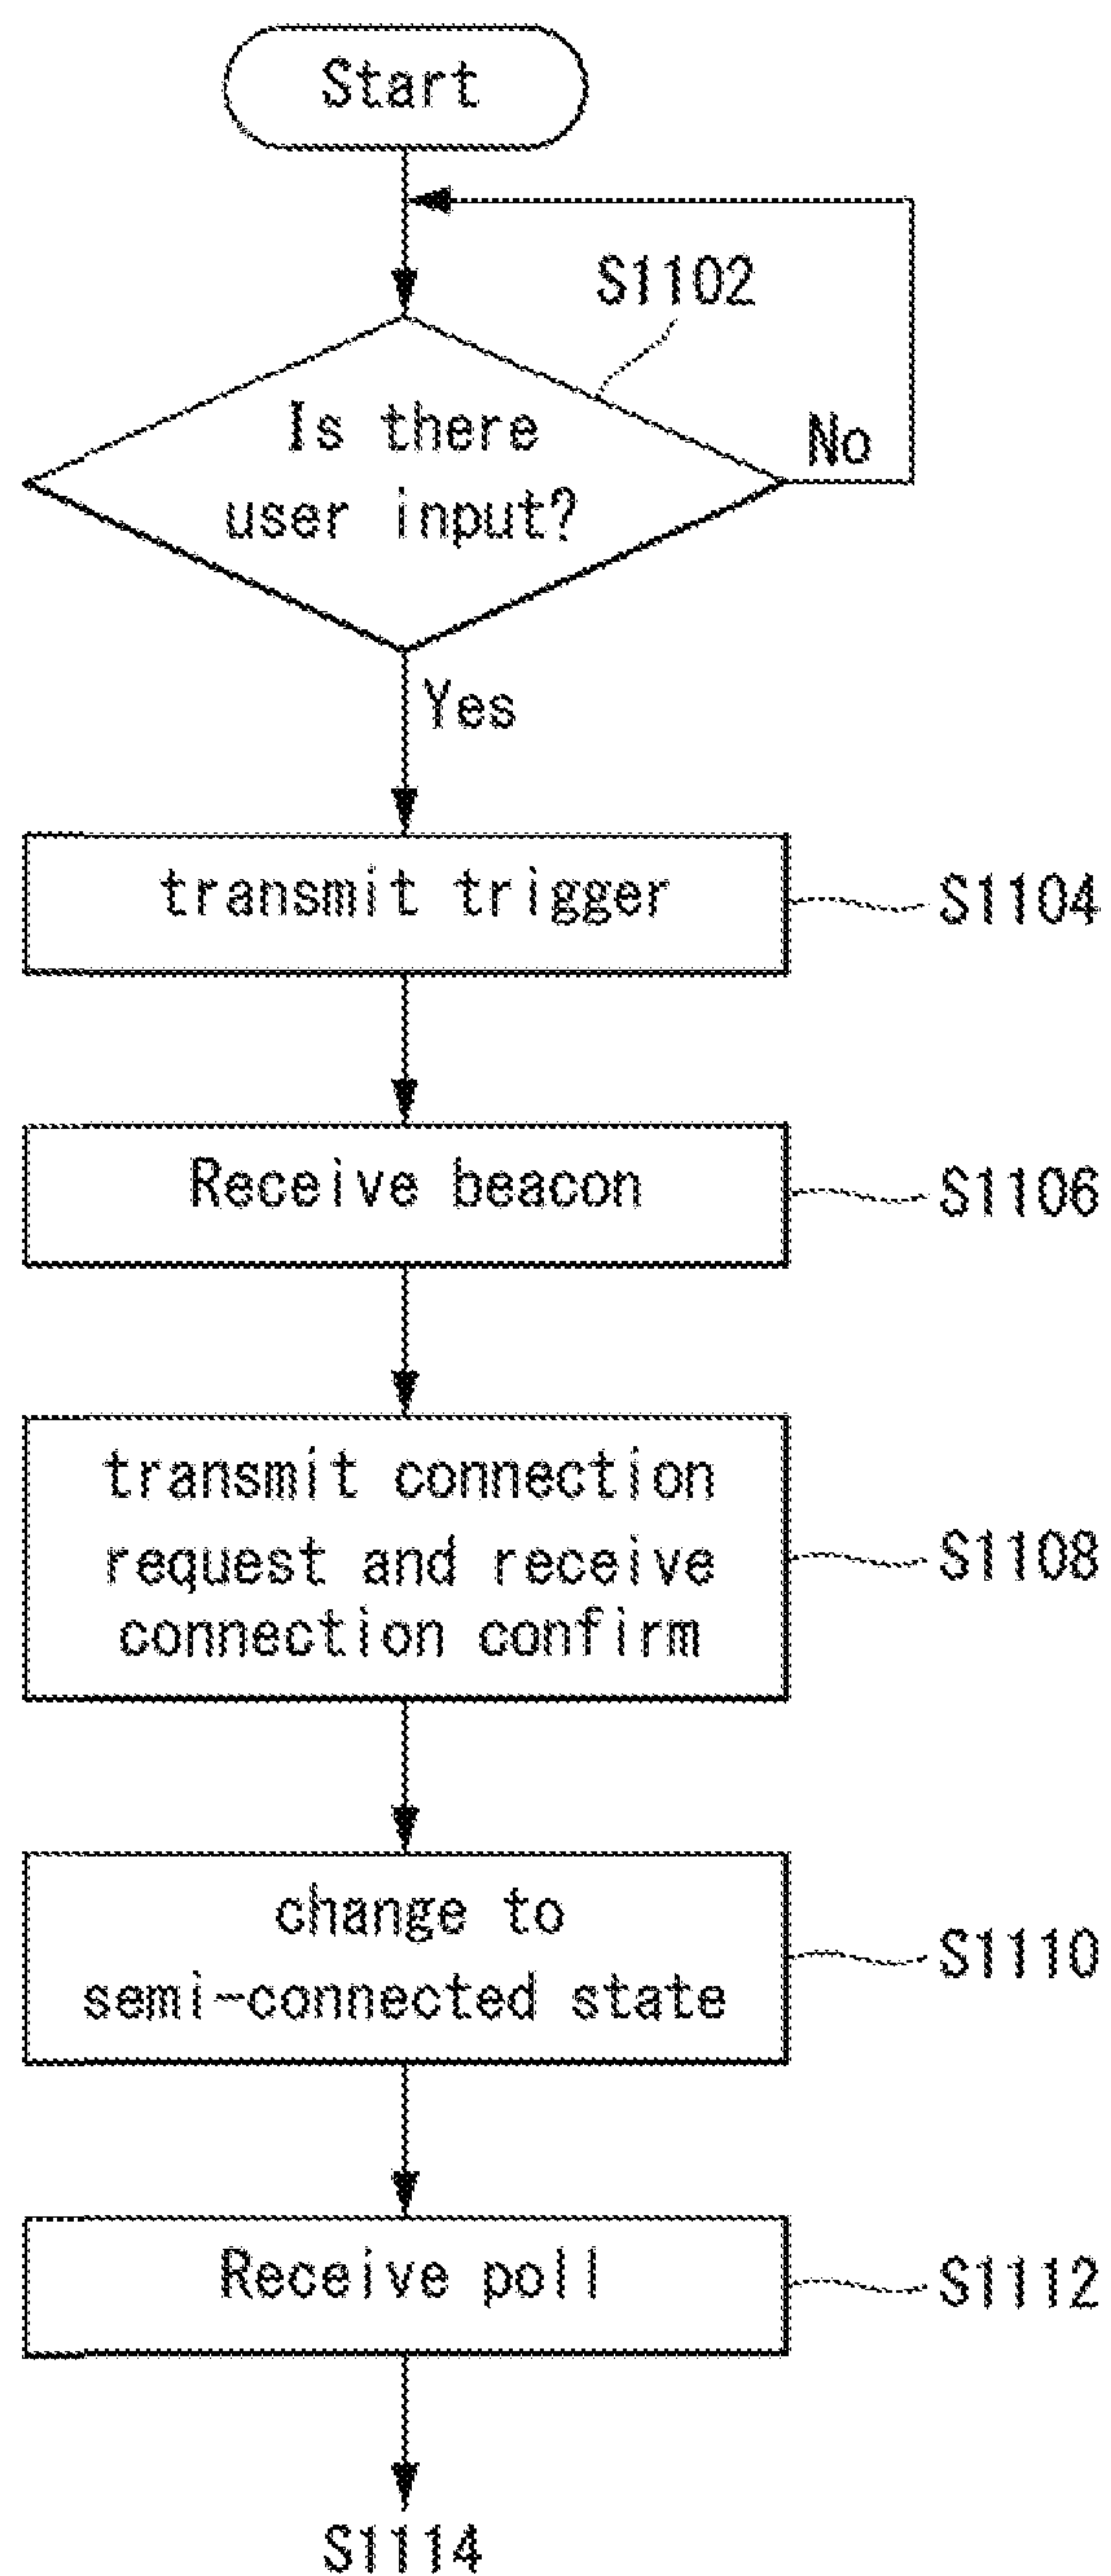 Start
S1102
Is there
user input?
No
Yes
transmit trigger
S1104
Receive beacon
S1106
transmit connection
request and receive
connection confirm
S1108
change to
semi-connected state
S1110
Receive poll
S1112
S1114